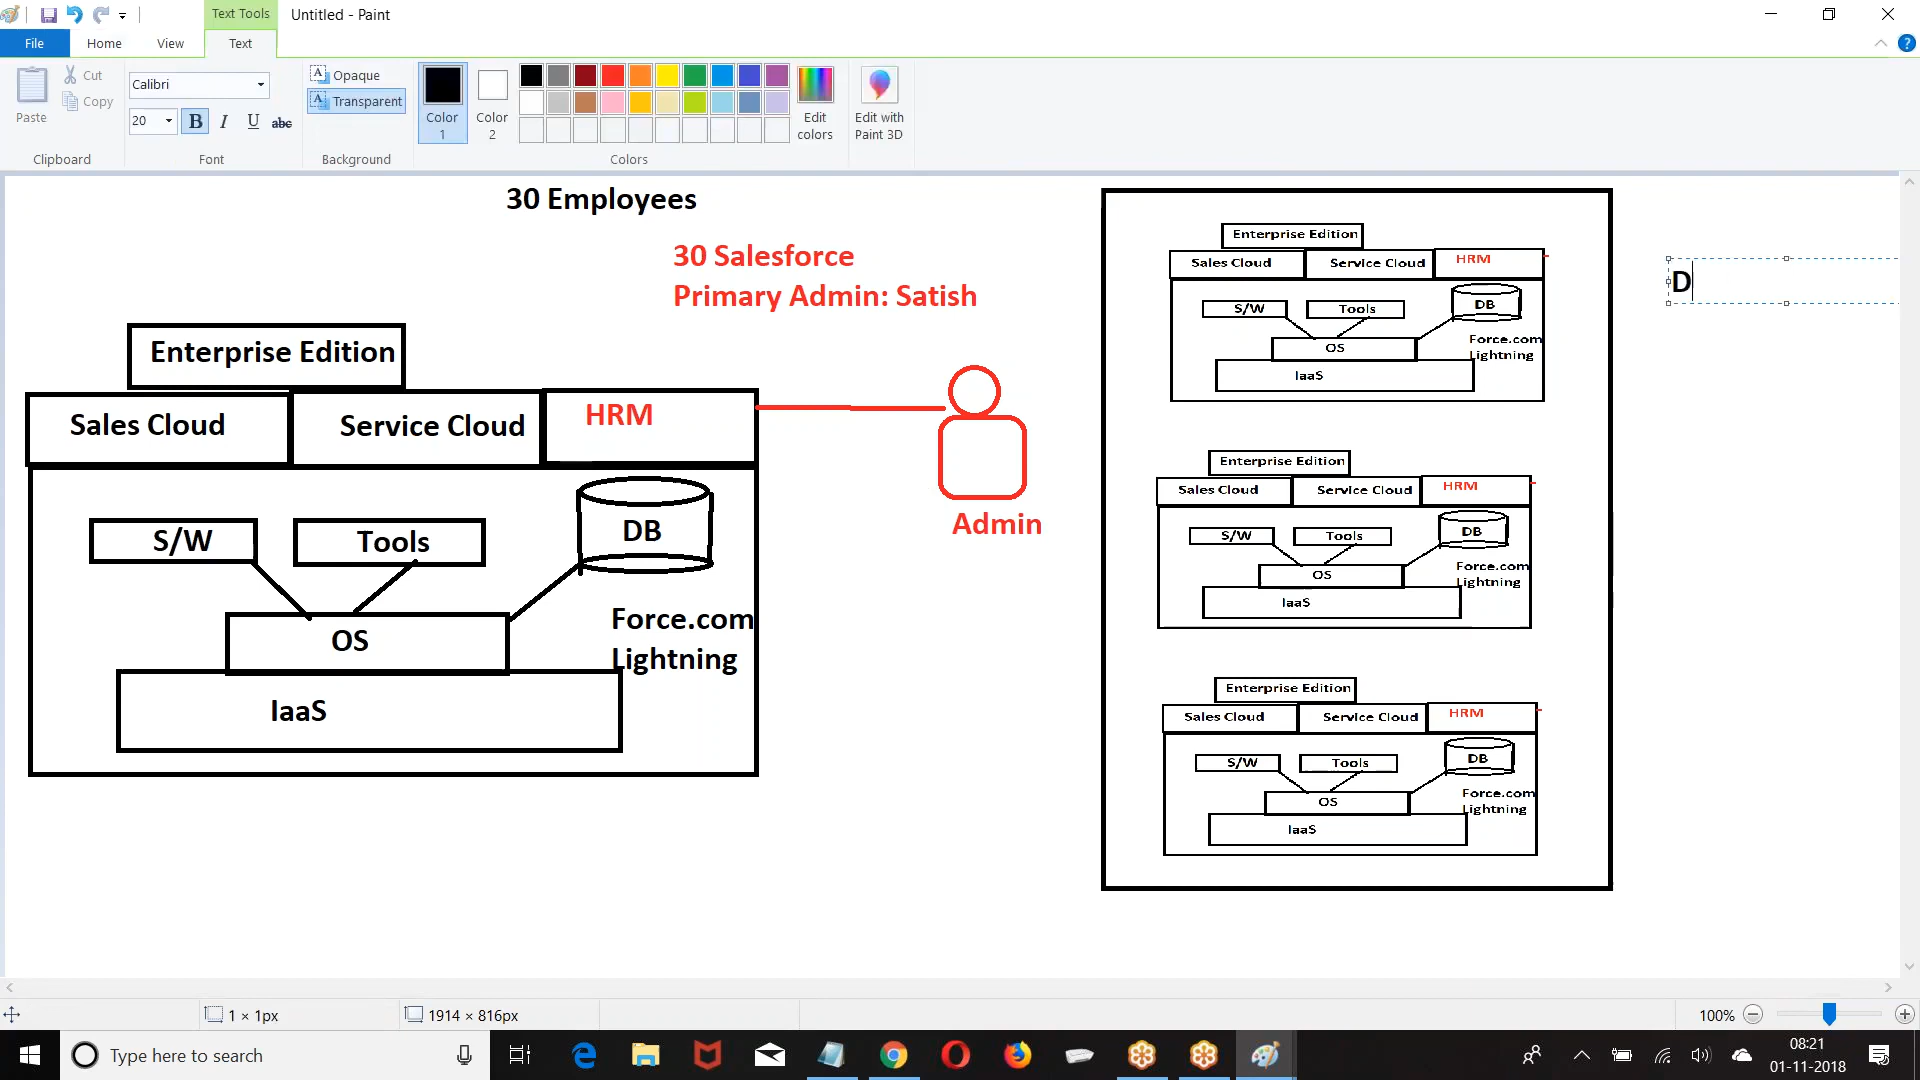 Text Tools
Untitled - Paint
File
Home
View
Text
Paste
Cut
Copy
Clipboard
Calibri
20
B
I
U
abc
Font
A Opaque
A Transparent
Background
Color 1
Color 2
Edit colors
Colors
Edit with Paint 3D
30 Employees
30 Salesforce
Primary Admin: Satish
Enterprise Edition
Sales Cloud
Service Cloud
HRM
S/W
Tools
DB
OS
Force.com
Lightning
IaaS
Admin
Enterprise Edition
Sales Cloud
Service Cloud
HRM
S/W
Tools
DB
OS
Force.com
Lightning
IaaS
Enterprise Edition
Sales Cloud
Service Cloud
HRM
S/W
Tools
DB
OS
Force.com
Lightning
IaaS
Enterprise Edition
Sales Cloud
Service Cloud
HRM
S/W
Tools
DB
OS
Force.com
Lightning
IaaS
D
1 × 1px
1914 × 816px
100%
Type here to search
08:21
01-11-2018